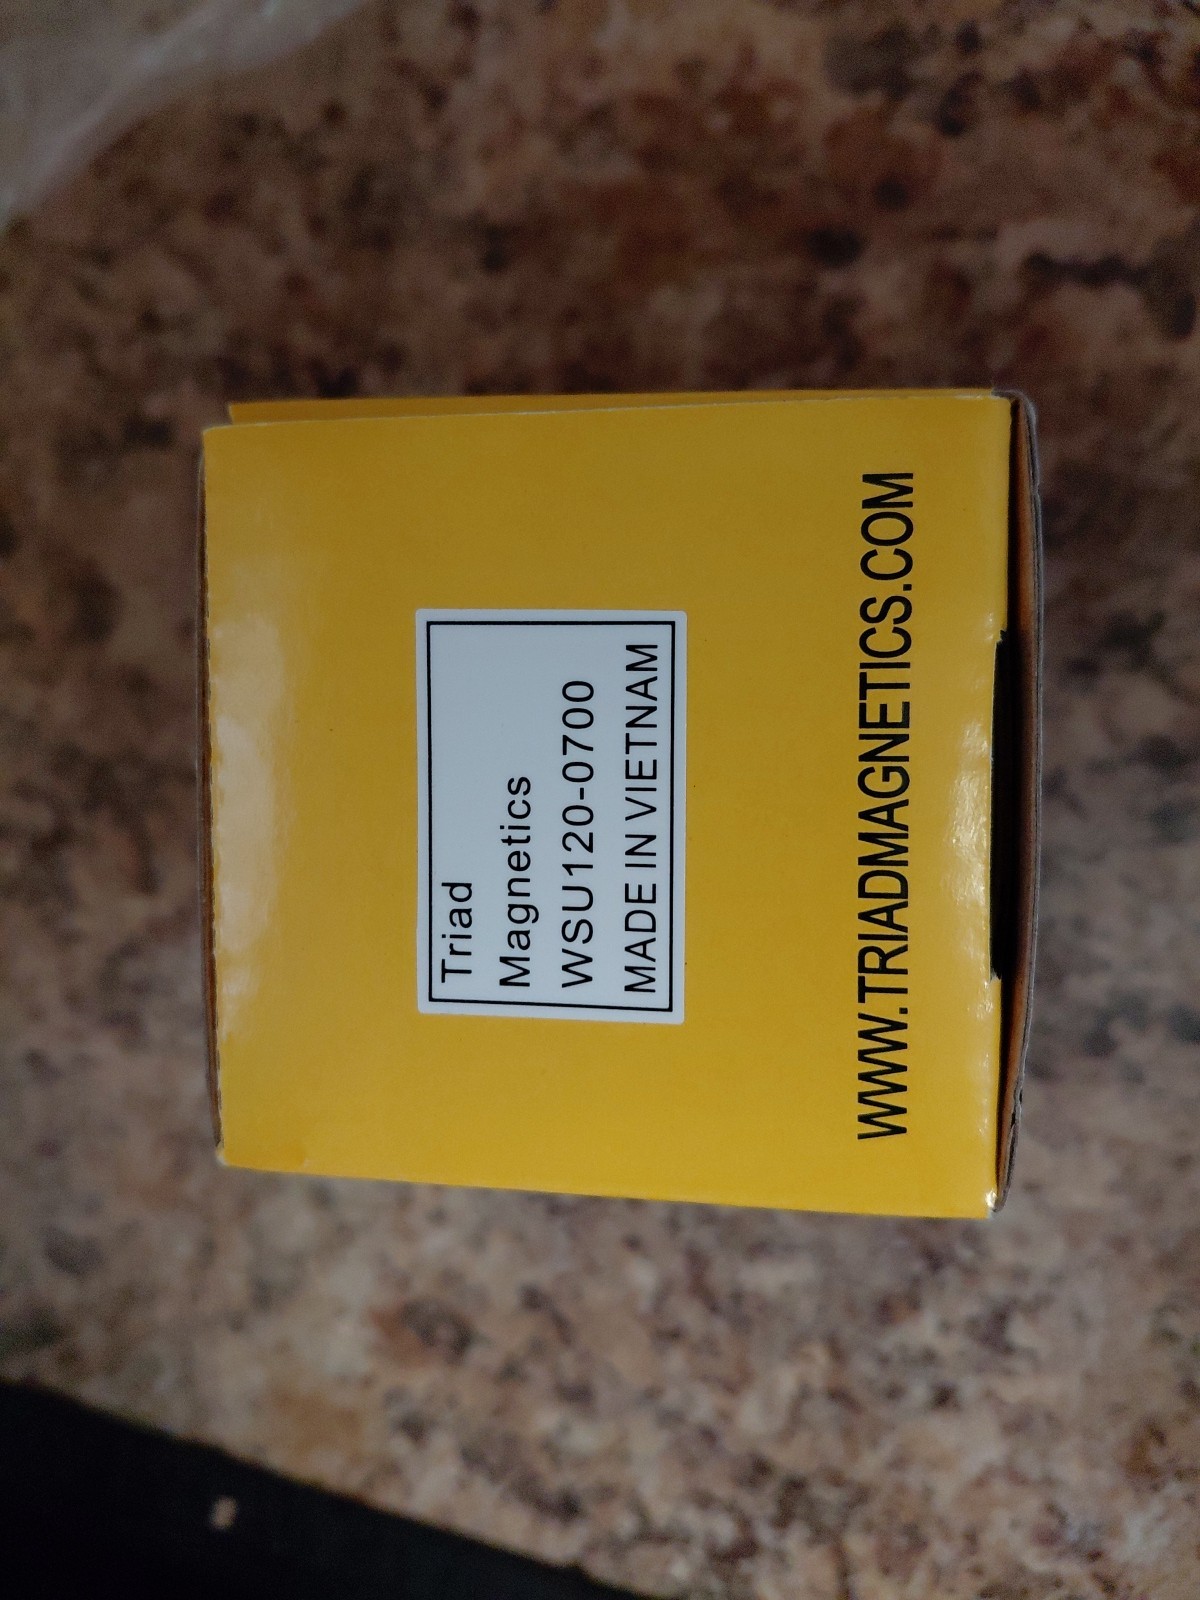 Triad
Magnetics
WSU120-0700
MADE IN VIETNAM
WWW.TRIADMAGNETICS.COM